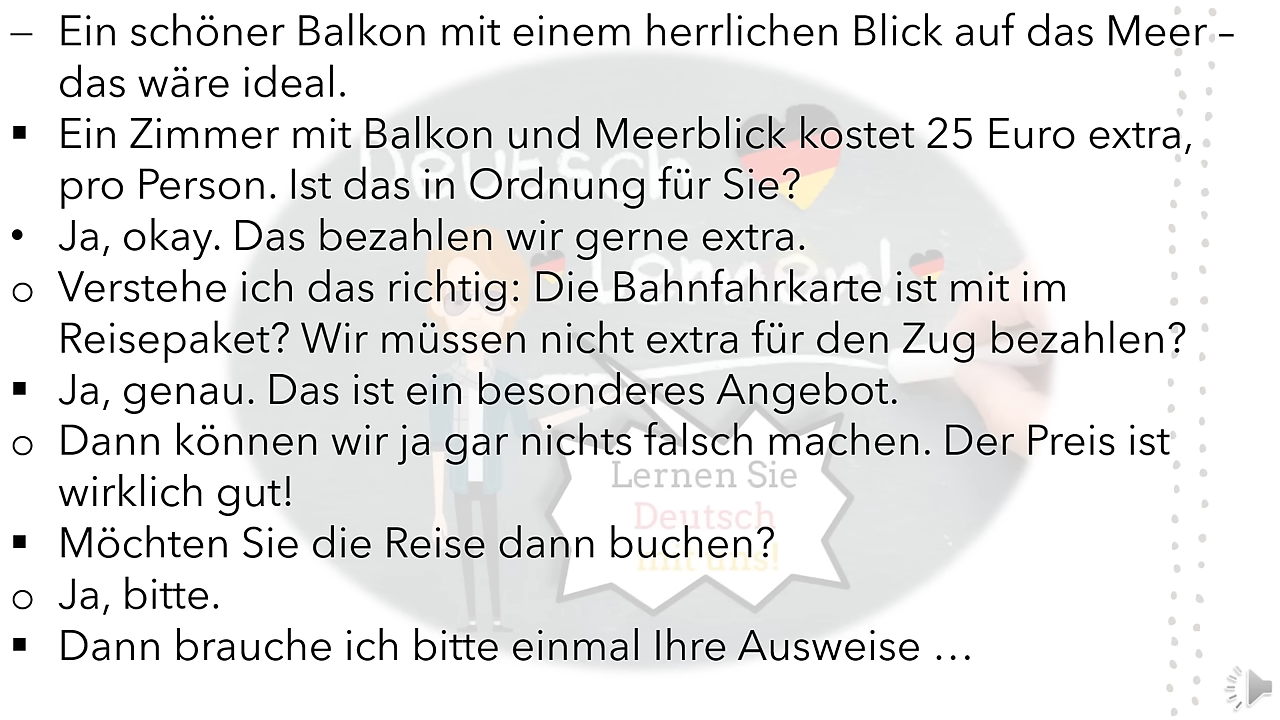 – Ein schöner Balkon mit einem herrlichen Blick auf das Meer –
das wäre ideal.
▪ Ein Zimmer mit Balkon und Meerblick kostet 25 Euro extra,
pro Person. Ist das in Ordnung für Sie?
• Ja, okay. Das bezahlen wir gerne extra.
o Verstehe ich das richtig: Die Bahnfahrkarte ist mit im
Reisepaket? Wir müssen nicht extra für den Zug bezahlen?
▪ Ja, genau. Das ist ein besonderes Angebot.
o Dann können wir ja gar nichts falsch machen. Der Preis ist
wirklich gut!
▪ Möchten Sie die Reise dann buchen?
o Ja, bitte.
▪ Dann brauche ich bitte einmal Ihre Ausweise …
Deutsch
Lernen!
Lernen Sie
Deutsch
mit uns!